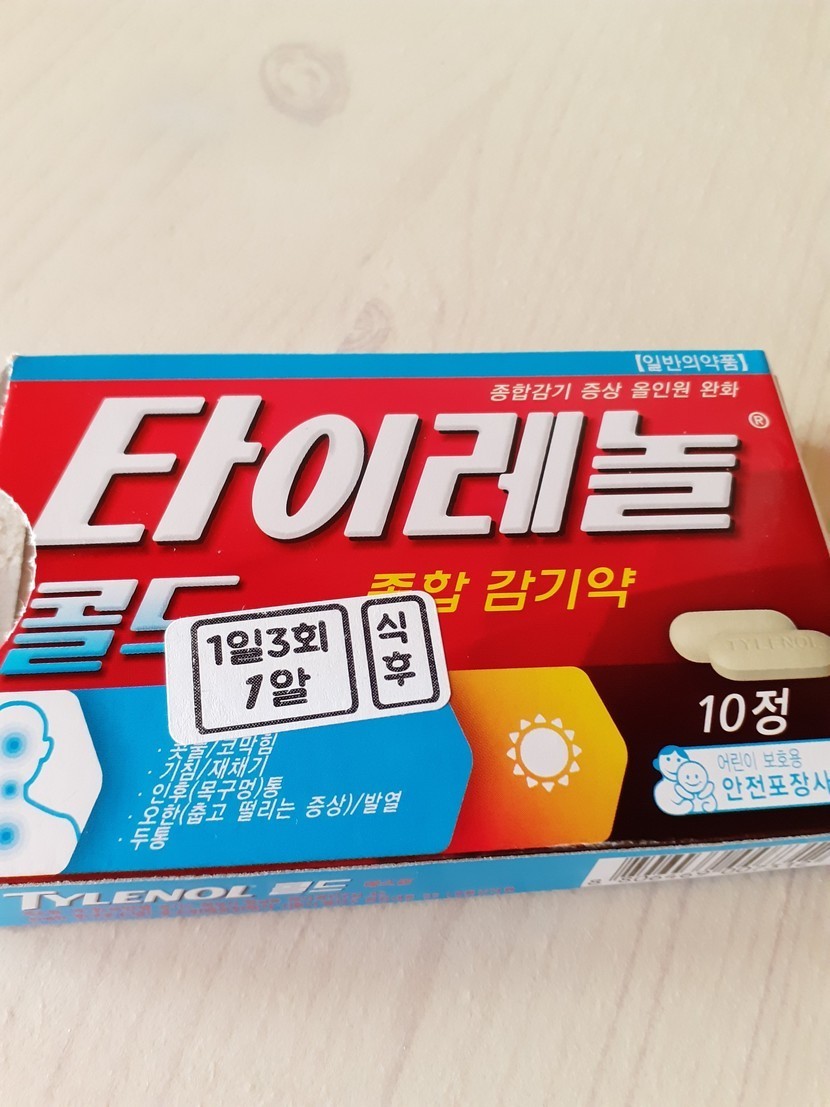 【일반의약품】
종합감기 증상 올인원 완화
타이레놀®
콜드
종합 감기약
1일3회
1알
식후
TYLENOL
10정
어린이 보호용
안전포장
· 콧물/코막힘
· 기침/재채기
· 인후(목구멍)통
· 오한(춥고 떨리는 증상)/발열
· 두통
TYLENOL 콜드